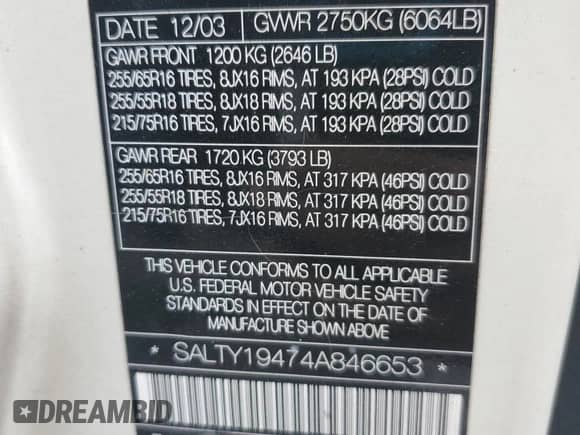 DATE 12/03 GVWR 2750KG (6064LB)
GAWR FRONT 1200 KG (2646 LB)
255/65R16 TIRES, 8JX16 RIMS, AT 193 KPA (28PSI) COLD
255/55R18 TIRES, 8JX18 RIMS, AT 193 KPA (28PSI) COLD
215/75R16 TIRES, 7JX16 RIMS, AT 193 KPA (28PSI) COLD
GAWR REAR 1720 KG (3793 LB)
255/65R16 TIRES, 8JX16 RIMS, AT 317 KPA (46PSI) COLD
255/55R18 TIRES, 8JX18 RIMS, AT 317 KPA (46PSI) COLD
215/75R16 TIRES, 7JX16 RIMS, AT 317 KPA (46PSI) COLD
THIS VEHICLE CONFORMS TO ALL APPLICABLE
U.S. FEDERAL MOTOR VEHICLE SAFETY
STANDARDS IN EFFECT ON THE DATE OF
MANUFACTURE SHOWN ABOVE
* SALTY19474A846653 *
DREAMBID